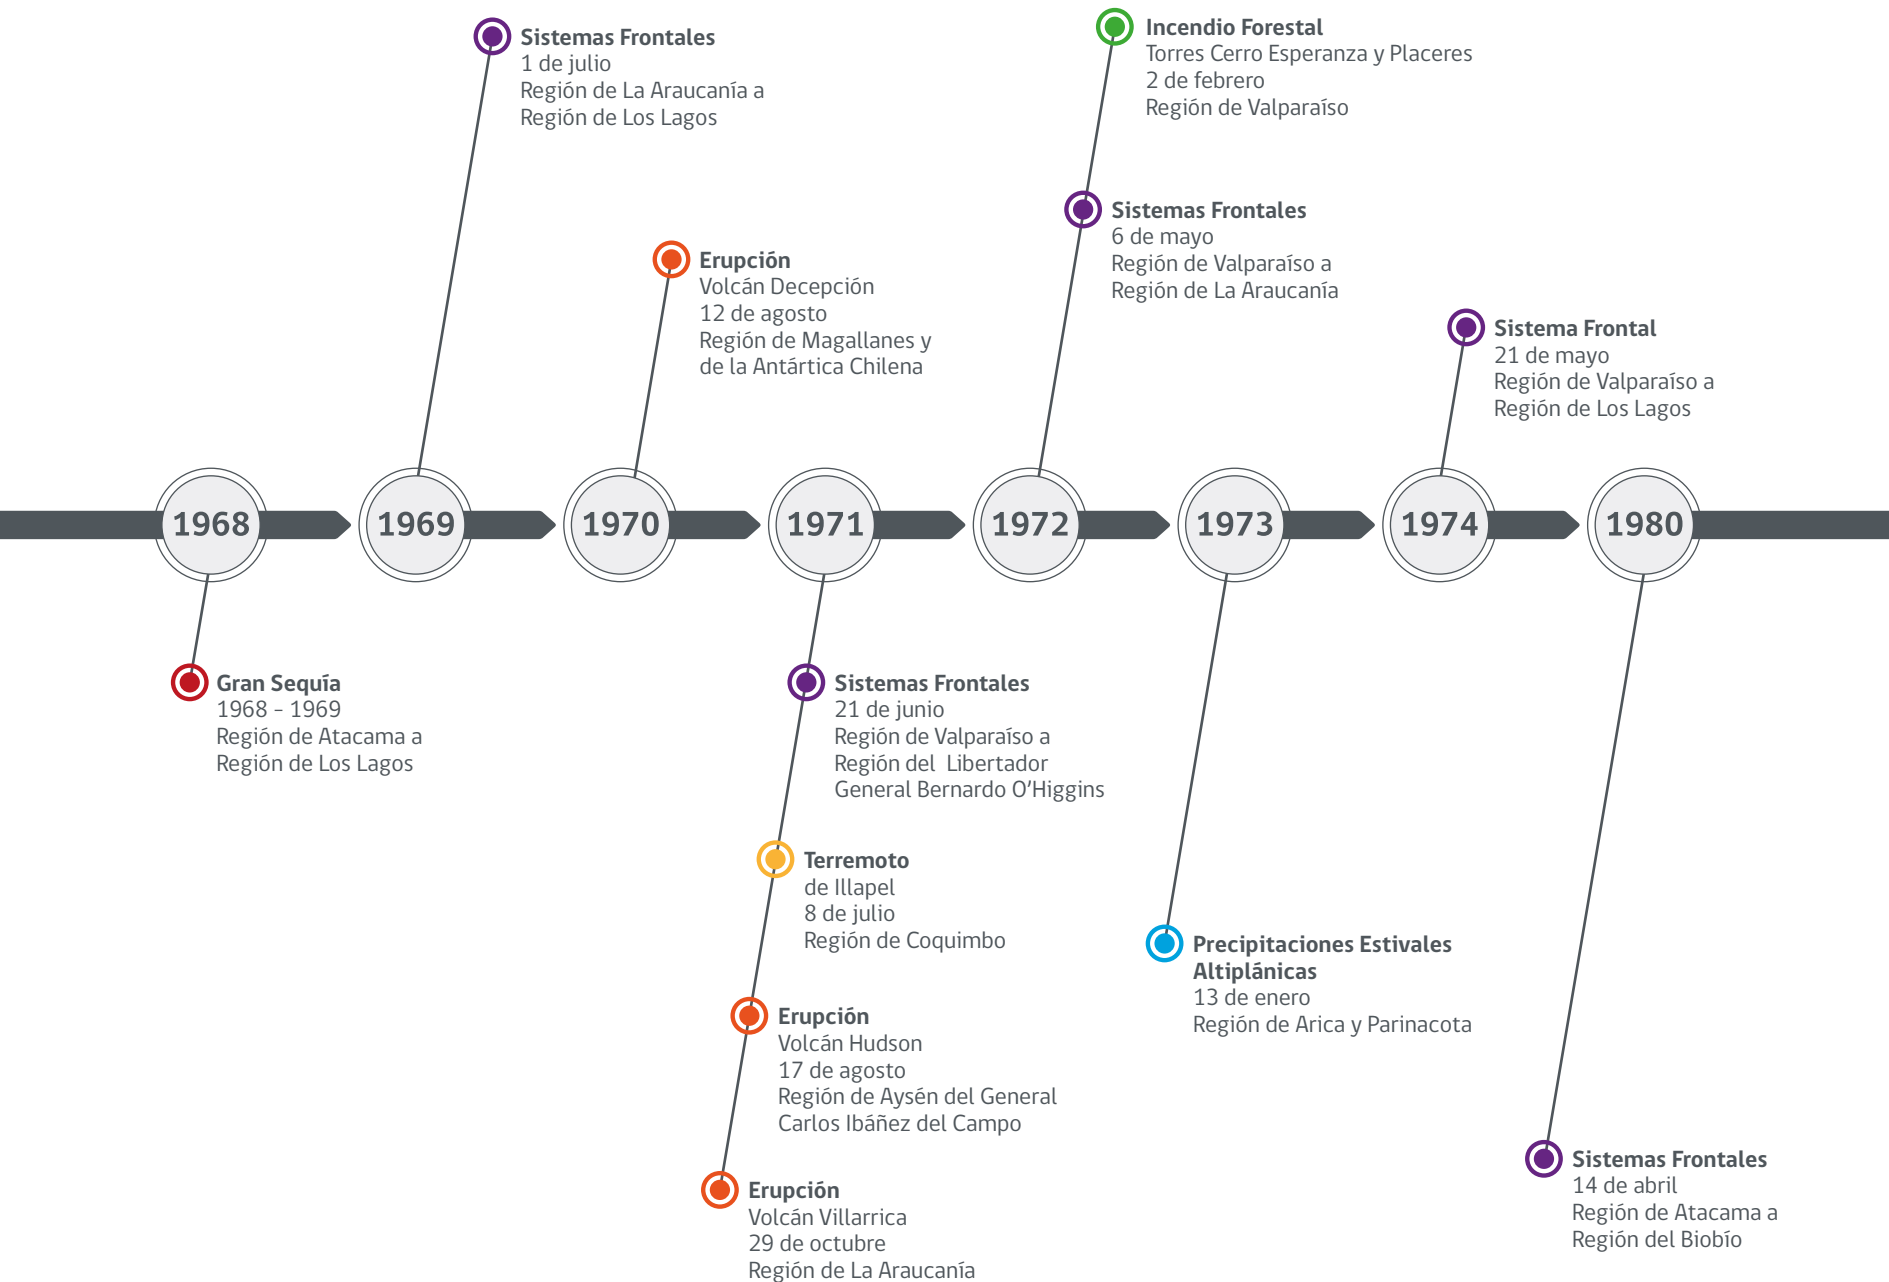 Sistemas Frontales
1 de julio
Región de La Araucanía a
Región de Los Lagos
Incendio Forestal
Torres Cerro Esperanza y Placeres
2 de febrero
Región de Valparaíso
Sistemas Frontales
6 de mayo
Región de Valparaíso a
Región de La Araucanía
Erupción
Volcán Decepción
12 de agosto
Región de Magallanes y
de la Antártica Chilena
Sistema Frontal
21 de mayo
Región de Valparaíso a
Región de Los Lagos
1968
1969
1970
1971
1972
1973
1974
1980
Gran Sequía
1968 – 1969
Región de Atacama a
Región de Los Lagos
Sistemas Frontales
21 de junio
Región de Valparaíso a
Región del Libertador
General Bernardo O’Higgins
Terremoto
de Illapel
8 de julio
Región de Coquimbo
Erupción
Volcán Hudson
17 de agosto
Región de Aysén del General
Carlos Ibáñez del Campo
Erupción
Volcán Villarrica
29 de octubre
Región de La Araucanía
Precipitaciones Estivales
Altiplánicas
13 de enero
Región de Arica y Parinacota
Sistemas Frontales
14 de abril
Región de Atacama a
Región del Biobío